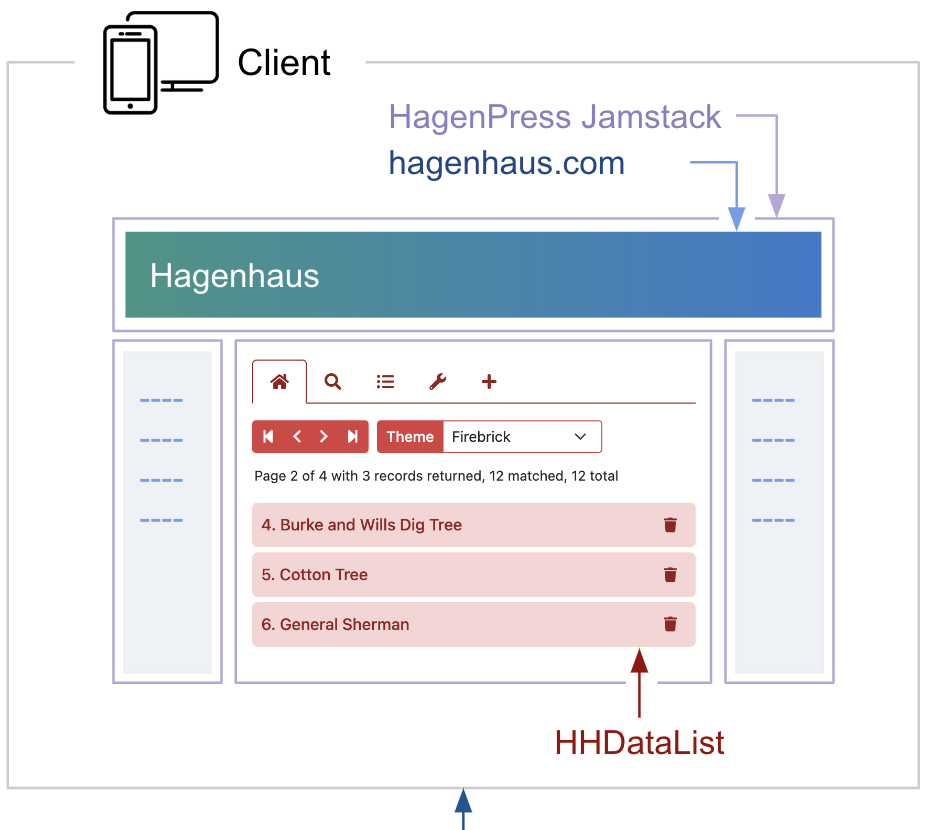 Client
HagenPress Jamstack
hagenhaus.com
Hagenhaus
Theme Firebrick
Page 2 of 4 with 3 records returned, 12 matched, 12 total
4. Burke and Wills Dig Tree
5. Cotton Tree
6. General Sherman
HHDataList